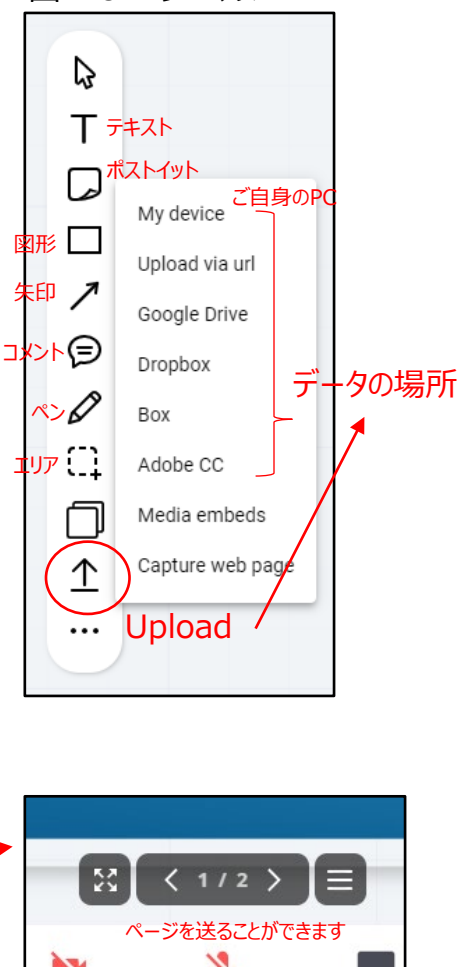 テキスト
ポストイット
ご自身のPC
My device
図形
Upload via url
矢印
Google Drive
コメント
Dropbox
データの場所
ペン
Box
エリア
Adobe CC
Media embeds
Capture web page
Upload
1 / 2
ページを送ることができます